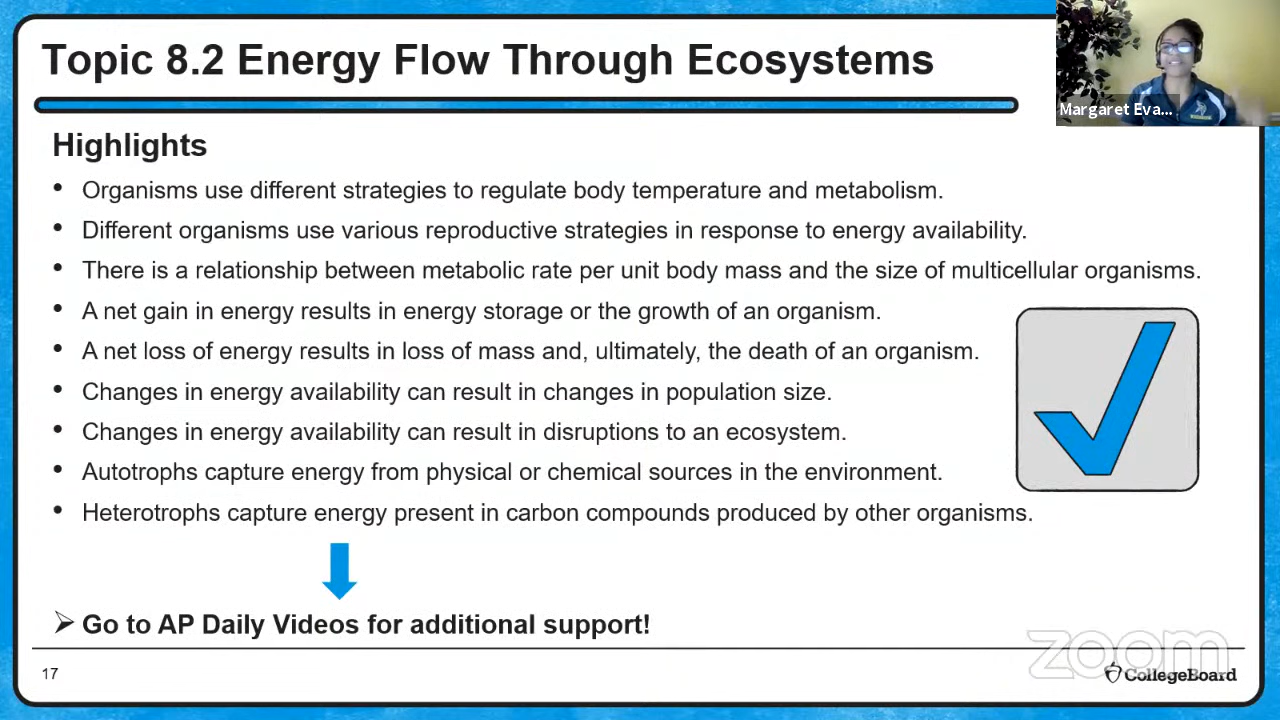 Topic 8.2 Energy Flow Through Ecosystems
Margaret Eva...
Highlights
• Organisms use different strategies to regulate body temperature and metabolism.
• Different organisms use various reproductive strategies in response to energy availability.
• There is a relationship between metabolic rate per unit body mass and the size of multicellular organisms.
• A net gain in energy results in energy storage or the growth of an organism.
• A net loss of energy results in loss of mass and, ultimately, the death of an organism.
• Changes in energy availability can result in changes in population size.
• Changes in energy availability can result in disruptions to an ecosystem.
• Autotrophs capture energy from physical or chemical sources in the environment.
• Heterotrophs capture energy present in carbon compounds produced by other organisms.
➢ Go to AP Daily Videos for additional support!
zoom
17
CollegeBoard